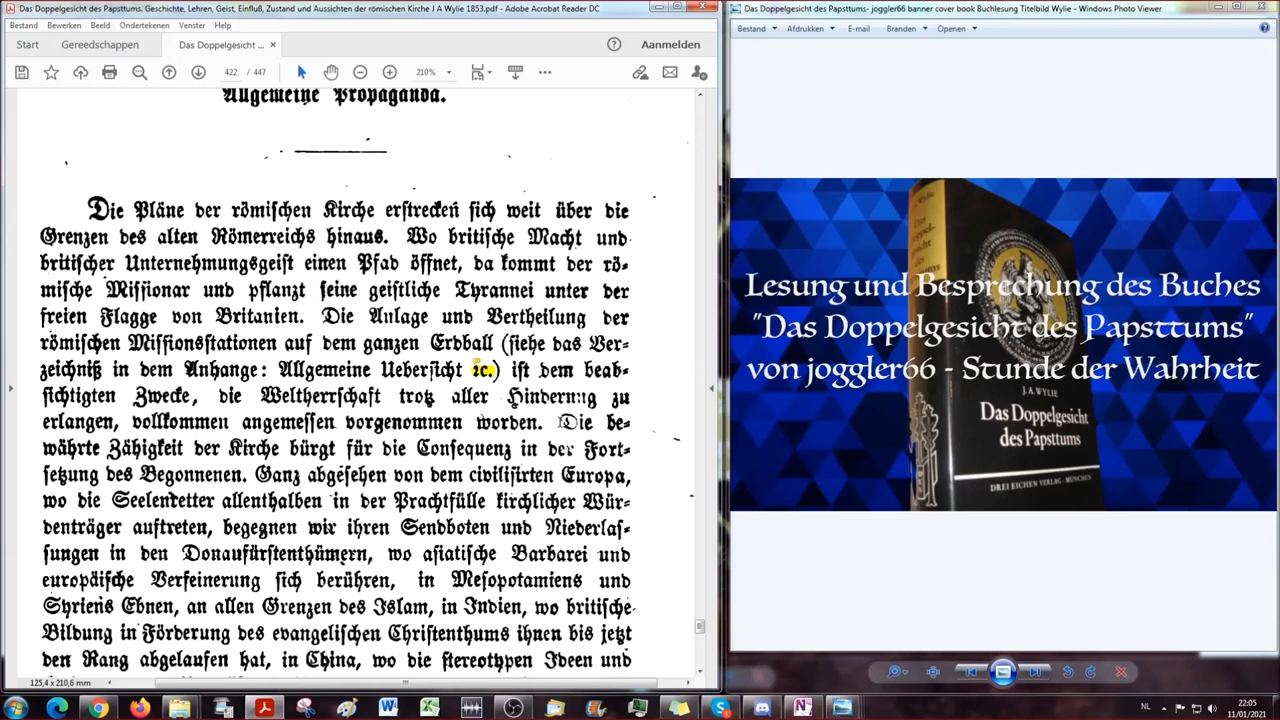 Das Doppelgesicht des Papsttums. Geschichte, Lehren, Geist, Einfluß, Zustand und Aussichten der römischen Kirche J A Wylie 1853.pdf - Adobe Acrobat Reader DC
Bestand Bewerken Beeld Ondertekenen Venster Help
Start Gereedschappen Das Doppelgesicht ... × Anmelden
422 / 447 210%
Allgemeine Propaganda.
Die Pläne der römischen Kirche erstrecken sich weit über die
Grenzen des alten Römerreichs hinaus. Wo britische Macht und
britischer Unternehmungsgeist einen Pfad öffnet, da kommt der rö-
mische Missionar und pflanzt seine geistliche Tyrannei unter der
freien Flagge von Britanien. Die Anlage und Vertheilung der
römischen Missionsstationen auf dem ganzen Erdball (siehe das Ver-
zeichniß in dem Anhange: Allgemeine Uebersicht ꝛc.) ist dem beab-
sichtigten Zwecke, die Weltherrschaft trotz aller Hinderung zu
erlangen, vollkommen angemessen vorgenommen worden. Die be-
währte Zähigkeit der Kirche bürgt für die Consequenz in der Fort-
setzung des Begonnenen. Ganz abgesehen von dem civilisirten Europa,
wo die Seelenretter allenthalben in der Prachtfülle kirchlicher Wür-
denträger auftreten, begegnen wir ihren Sendboten und Niederlas-
sungen in den Donaufürstenthümern, wo asiatische Barbarei und
europäische Verfeinerung sich berühren, in Mesopotamiens und
Syriens Ebnen, an allen Grenzen des Islam, in Indien, wo britische
Bildung in Förderung des evangelischen Christenthums ihnen bis jetzt
den Rang abgelaufen hat, in China, wo die stereotypen Ideen und
125,4 x 210,6 mm
Das Doppelgesicht des Papsttums- joggler66 banner cover book Buchlesung Titelbild Wylie - Windows Photo Viewer
Bestand Afdrukken E-mail Branden Openen
Lesung und Besprechung des Buches
"Das Doppelgesicht des Papsttums"
von joggler66 - Stunde der Wahrheit
J.A. WYLIE
Das Doppelgesicht
des Papsttums
DREI EICHEN VERLAG · MÜNCHEN
NL 22:05
11/01/2021